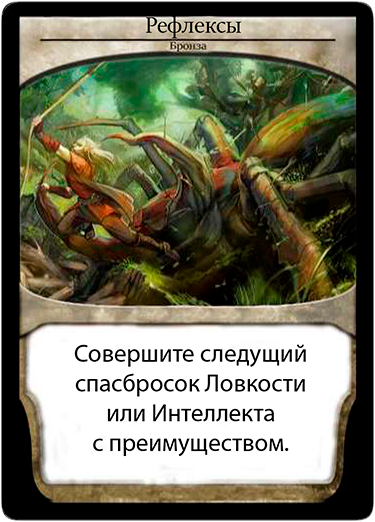 Рефлексы
Бронза
Совершите следущий
спасбросок Ловкости
или Интеллекта
с преимуществом.